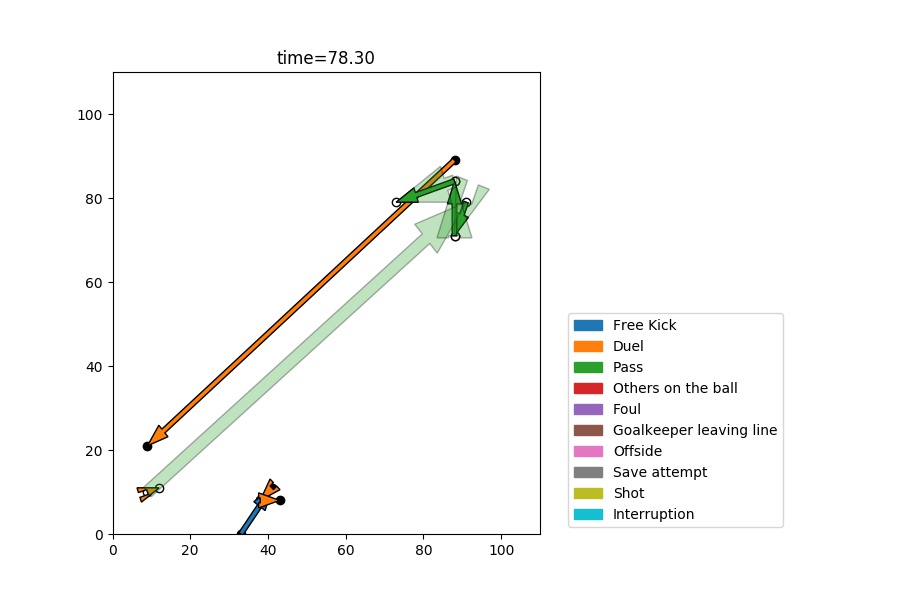 time=78.30
100
80
60
40
20
0
0 20 40 60 80 100
Free Kick
Duel
Pass
Others on the ball
Foul
Goalkeeper leaving line
Offside
Save attempt
Shot
Interruption